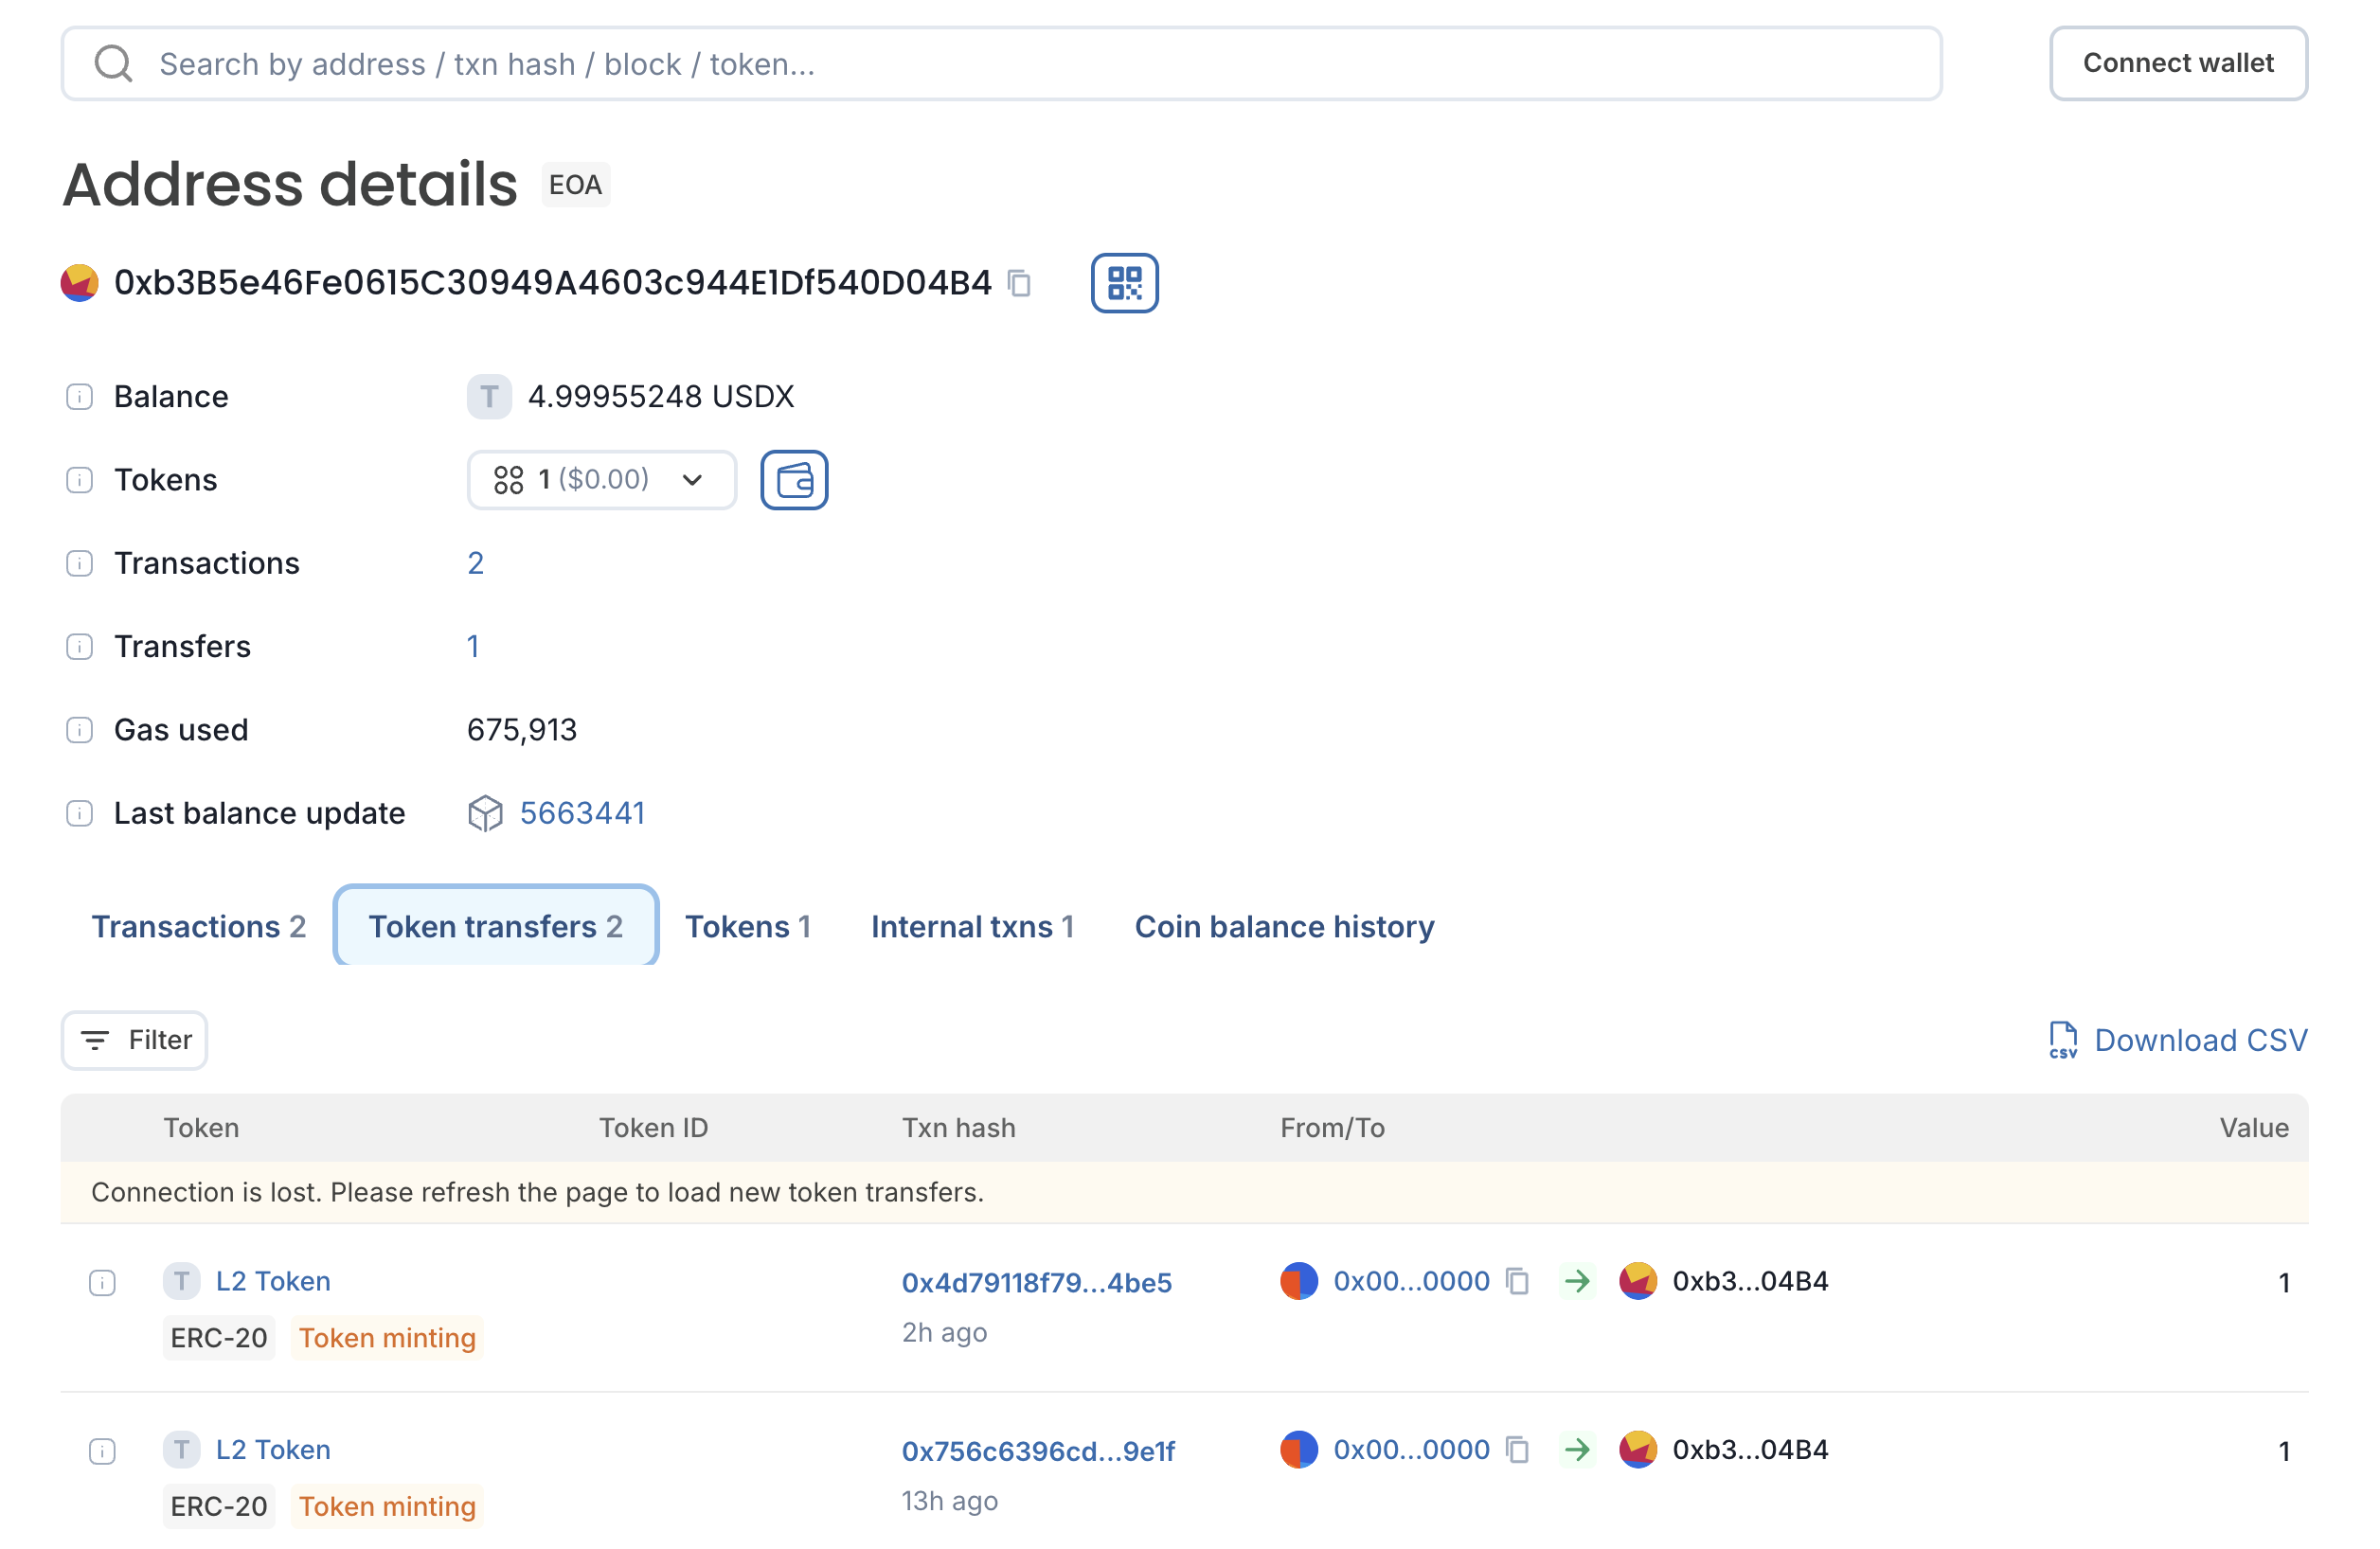 Search by address / txn hash / block / token...
Connect wallet
Address details EOA
0xb3B5e46Fe0615C30949A4603c944E1Df540D04B4
Balance T 4.99955248 USDX
Tokens 1 ($0.00)
Transactions 2
Transfers 1
Gas used 675,913
Last balance update 5663441
Transactions 2 Token transfers 2 Tokens 1 Internal txns 1 Coin balance history
Filter
CSV Download CSV
Token Token ID Txn hash From/To Value
Connection is lost. Please refresh the page to load new token transfers.
T L2 Token 0x4d79118f79...4be5 0x00...0000 0xb3...04B4 1
ERC-20 Token minting 2h ago
T L2 Token 0x756c6396cd...9e1f 0x00...0000 0xb3...04B4 1
ERC-20 Token minting 13h ago